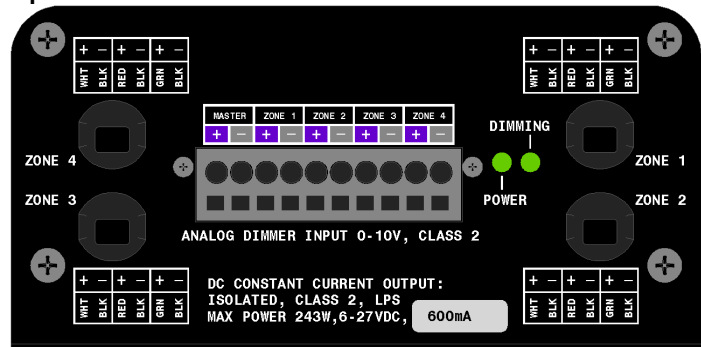 + - + - + -
WHT BLK RED BLK GRN BLK
+ - + - + -
WHT BLK RED BLK GRN BLK
MASTER ZONE 1 ZONE 2 ZONE 3 ZONE 4
+ - + - + - + - + -
DIMMING
ZONE 4
ZONE 1
ZONE 3
POWER
ZONE 2
ANALOG DIMMER INPUT 0-10V, CLASS 2
+ - + - + -
WHT BLK RED BLK GRN BLK
DC CONSTANT CURRENT OUTPUT:
ISOLATED, CLASS 2, LPS
MAX POWER 243W,6-27VDC, 600mA
+ - + - + -
WHT BLK RED BLK GRN BLK